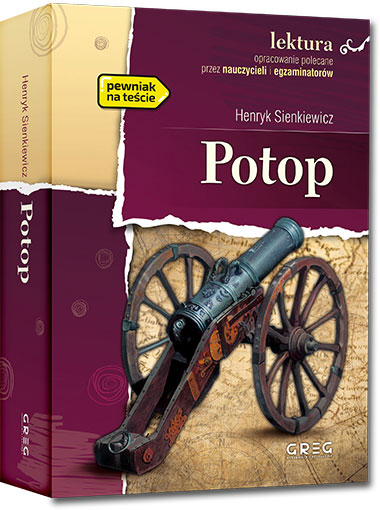 lektura
opracowanie polecane
przez nauczycieli i egzaminatorów
pewniak
na teście
Henryk Sienkiewicz
Potop
GREG
Henryk Sienkiewicz
Potop
GREG